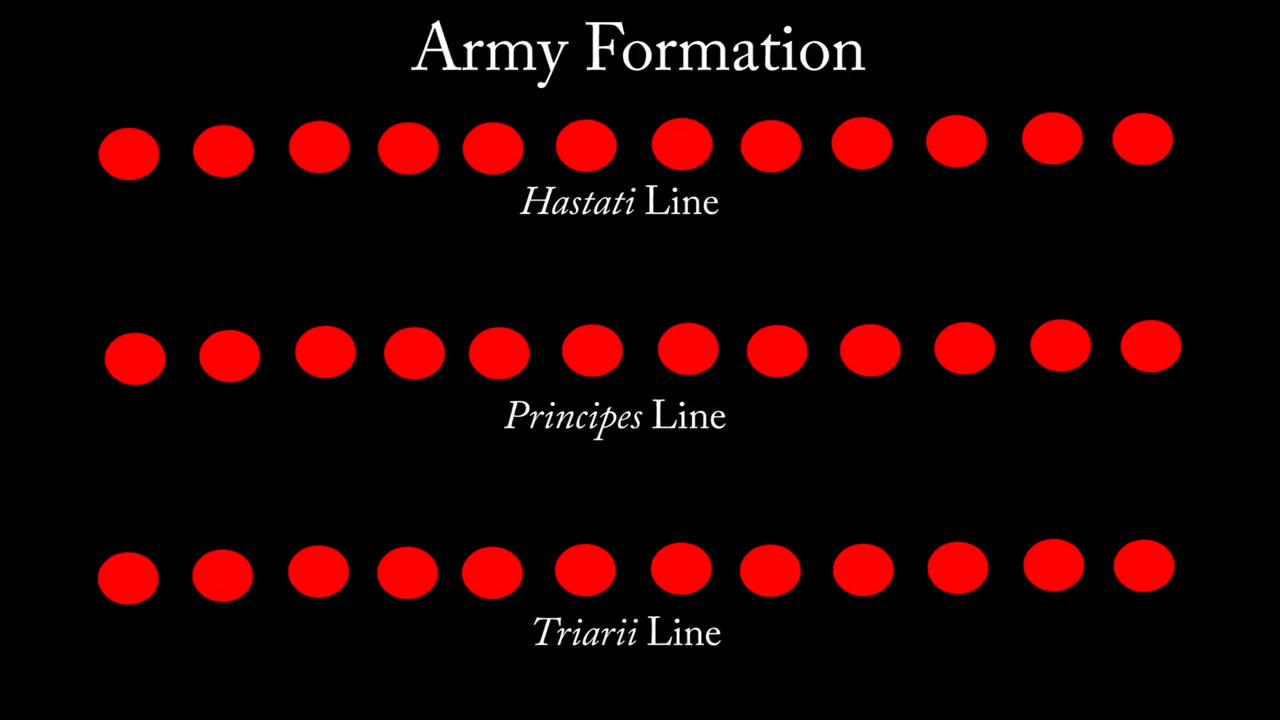 Army Formation
Hastati Line
Principes Line
Triarii Line